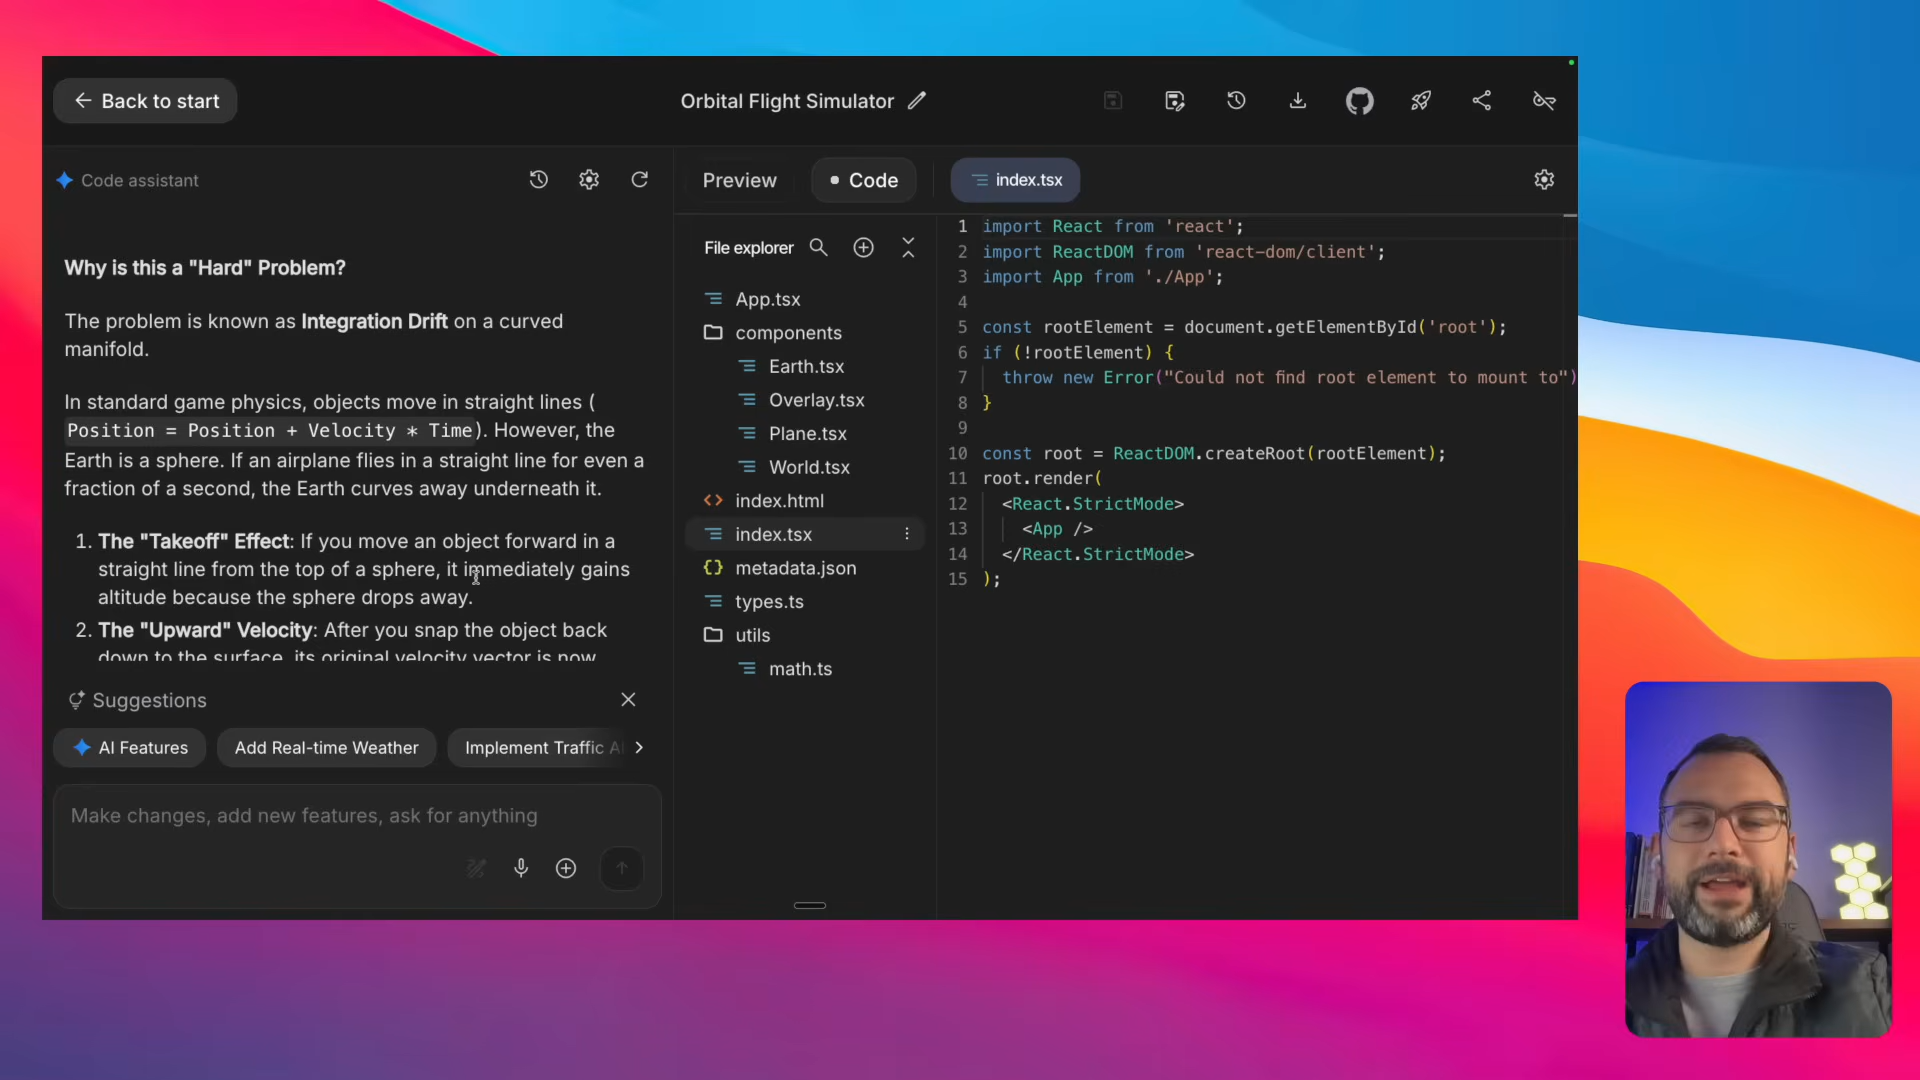 Back to start
Orbital Flight Simulator
Code assistant
Why is this a "Hard" Problem?
The problem is known as Integration Drift on a curved
manifold.
In standard game physics, objects move in straight lines (
Position = Position + Velocity * Time). However, the
Earth is a sphere. If an airplane flies in a straight line for even a
fraction of a second, the Earth curves away underneath it.
1. The "Takeoff" Effect: If you move an object forward in a
straight line from the top of a sphere, it immediately gains
altitude because the sphere drops away.
2. The "Upward" Velocity: After you snap the object back
down to the surface, its original velocity vector is now
Suggestions
AI Features
Add Real-time Weather
Implement Traffic
Make changes, add new features, ask for anything
Preview
Code
index.tsx
File explorer
App.tsx
components
Earth.tsx
Overlay.tsx
Plane.tsx
World.tsx
index.html
index.tsx
metadata.json
types.ts
utils
math.ts
1 import React from 'react';
2 import ReactDOM from 'react-dom/client';
3 import App from './App';
4
5 const rootElement = document.getElementById('root');
6 if (!rootElement) {
7 throw new Error("Could not find root element to mount to")
8 }
9
10 const root = ReactDOM.createRoot(rootElement);
11 root.render(
12 <React.StrictMode>
13 <App />
14 </React.StrictMode>
15 );